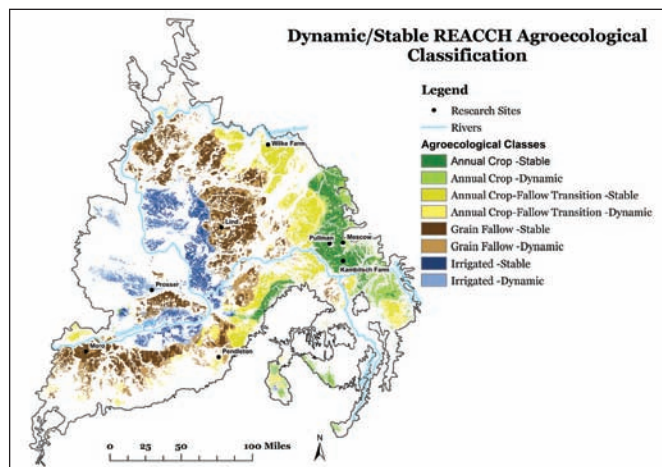 Dynamic/Stable REACCH Agroecological
Classification
Legend
Research Sites
Rivers
Agroecological Classes
Annual Crop -Stable
Annual Crop -Dynamic
Annual Crop-Fallow Transition -Stable
Annual Crop-Fallow Transition -Dynamic
Grain Fallow -Stable
Grain Fallow -Dynamic
Irrigated -Stable
Irrigated -Dynamic
Wilke Farm
Lind
Pullman
Moscow
Kambitsch Farm
Prosser
Moro
Pendleton
0 25 50 100 Miles
N